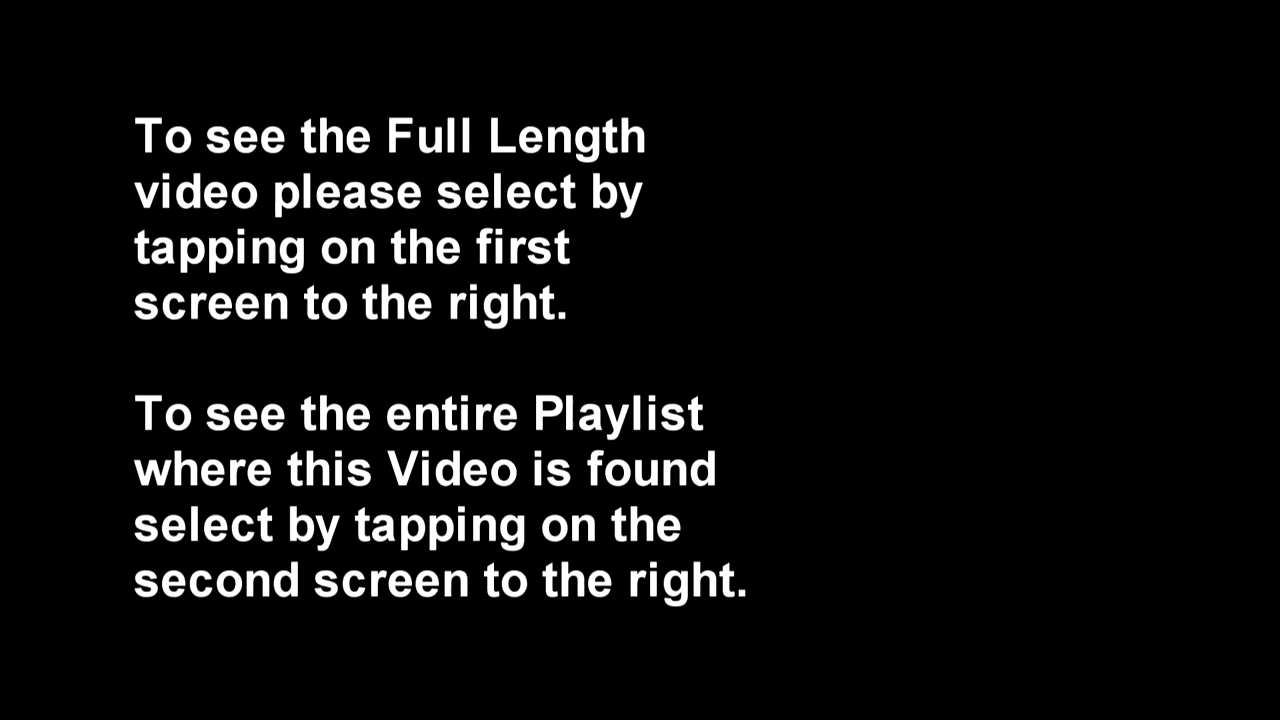 To see the Full Length
video please select by
tapping on the first
screen to the right.
To see the entire Playlist
where this Video is found
select by tapping on the
second screen to the right.